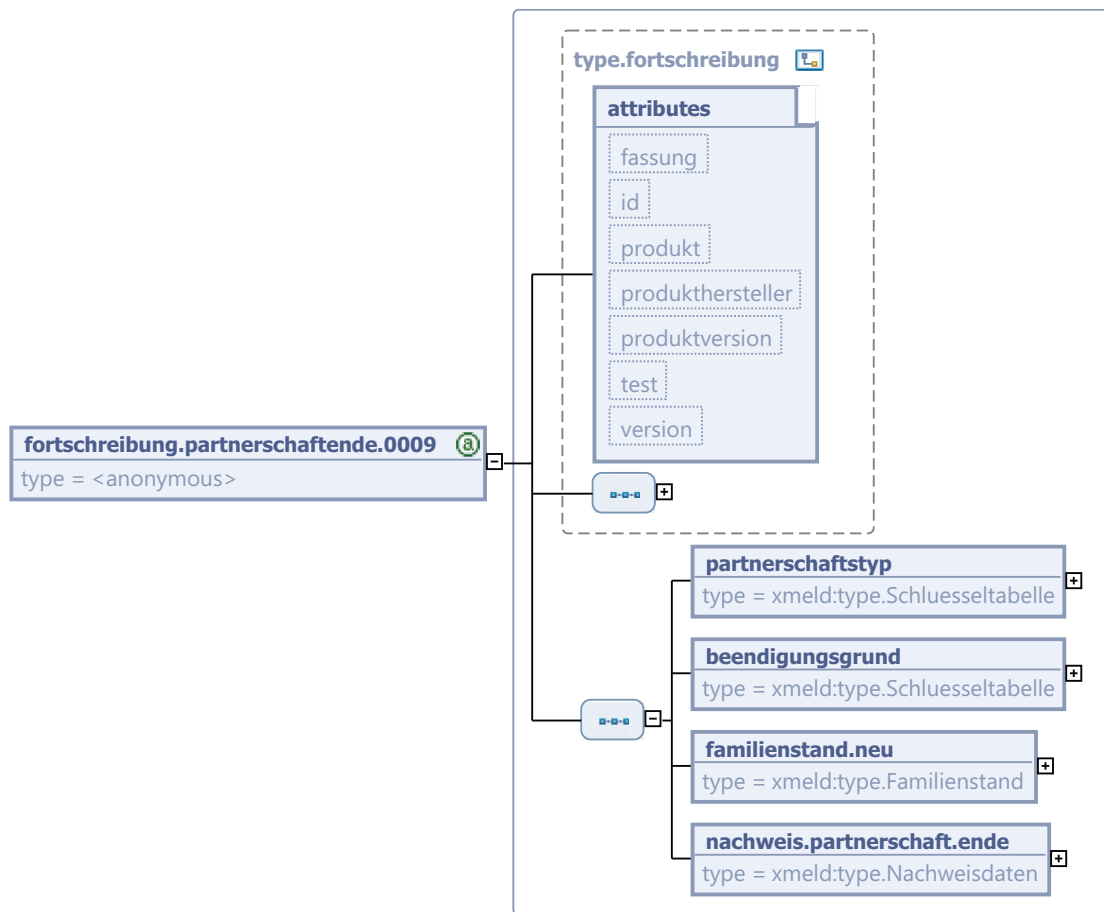 type.fortschreibung
attributes
fassung
id
produkt
produkthersteller
produktversion
test
version
fortschreibung.partnerschaftende.0009
type = <anonymous>
partnerschaftstyp
type = xmeld:type.Schluesseltabelle
beendigungsgrund
type = xmeld:type.Schluesseltabelle
familienstand.neu
type = xmeld:type.Familienstand
nachweis.partnerschaft.ende
type = xmeld:type.Nachweisdaten